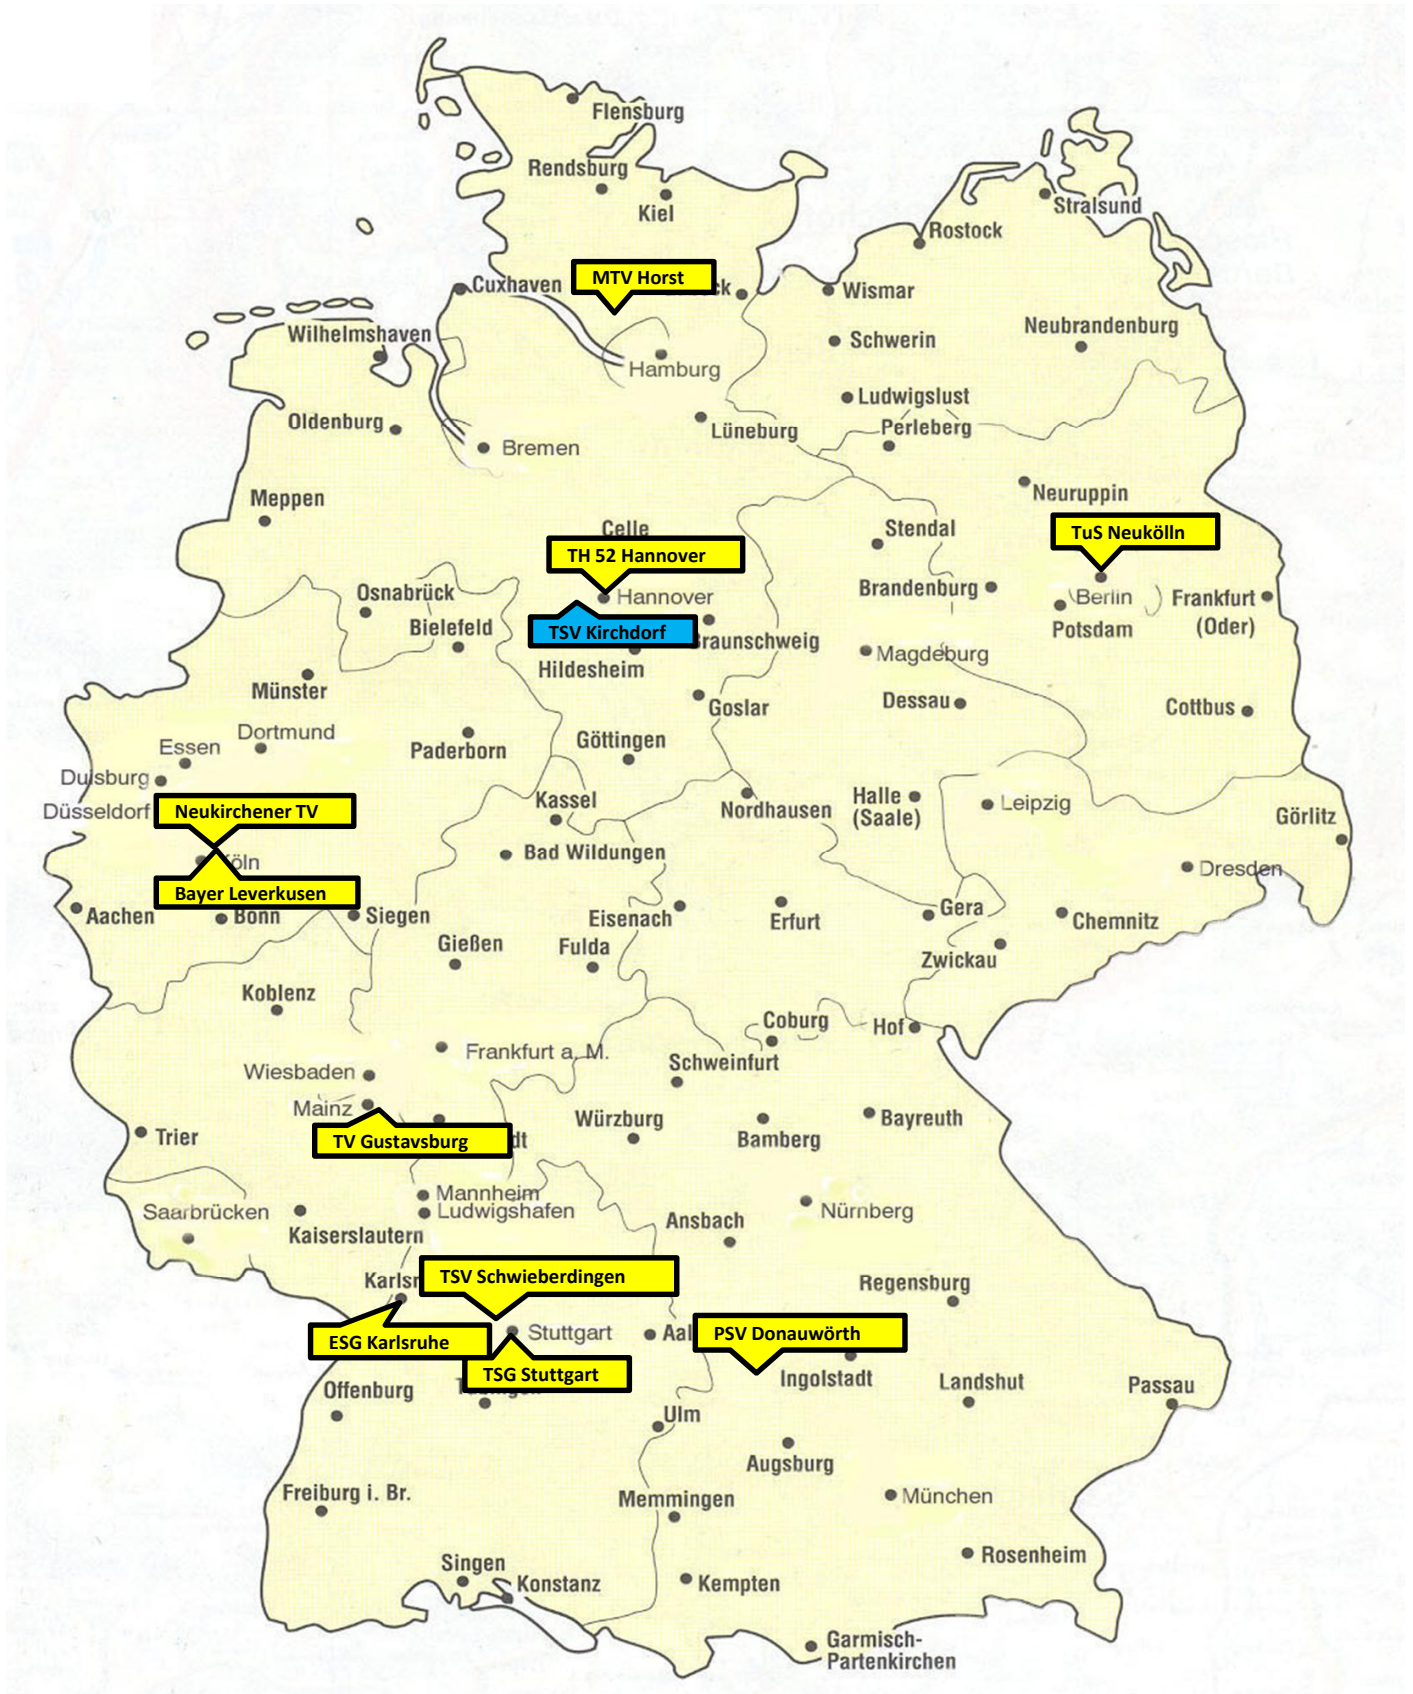 Flensburg
Rendsburg
Kiel
Stralsund
Rostock
MTV Horst
ck
Cuxhaven
Wismar
Wilhelmshaven
Neubrandenburg
Schwerin
Hamburg
Ludwigslust
Oldenburg
Lüneburg
Perleberg
Bremen
Meppen
Neuruppin
Celle
Stendal
TuS Neukölln
TH 52 Hannover
Osnabrück
Hannover
Brandenburg
Berlin
Frankfurt
(Oder)
Bielefeld
TSV Kirchdorf
Braunschweig
Potsdam
Hildesheim
Magdeburg
Münster
Goslar
Dessau
Cottbus
Dortmund
Essen
Paderborn
Göttingen
Duisburg
Düsseldorf
Neukirchener TV
Kassel
Nordhausen
Halle
(Saale)
Leipzig
Görlitz
Köln
Bad Wildungen
Dresden
Bayer Leverkusen
Aachen
Bonn
Siegen
Eisenach
Erfurt
Gera
Chemnitz
Gießen
Fulda
Zwickau
Koblenz
Coburg
Hof
Frankfurt a. M.
Schweinfurt
Wiesbaden
Mainz
Würzburg
Bayreuth
Trier
TV Gustavsburg
dt
Bamberg
Mannheim
Ludwigshafen
Saarbrücken
Kaiserslautern
Ansbach
Nürnberg
Karlsr
TSV Schwieberdingen
Regensburg
ESG Karlsruhe
Stuttgart
Aal
PSV Donauwörth
TSG Stuttgart
Ingolstadt
Offenburg
Landshut
Passau
Ulm
Augsburg
Freiburg i. Br.
Memmingen
München
Singen
Konstanz
Kempten
Rosenheim
Garmisch-
Partenkirchen